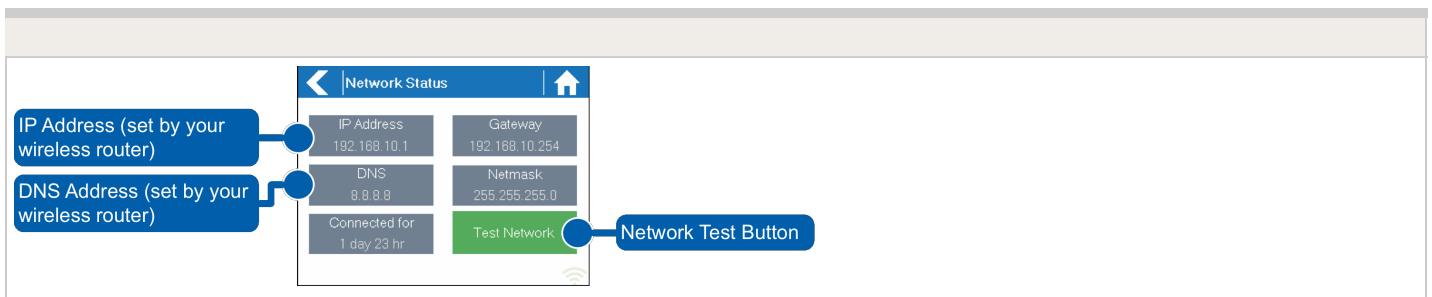 Network Status
IP Address (set by your
wireless router)
IP Address
192.168.10.1
Gateway
192.168.10.254
DNS Address (set by your
wireless router)
DNS
8.8.8.8
Netmask
255.255.255.0
Connected for
1 day 23 hr
Test Network
Network Test Button